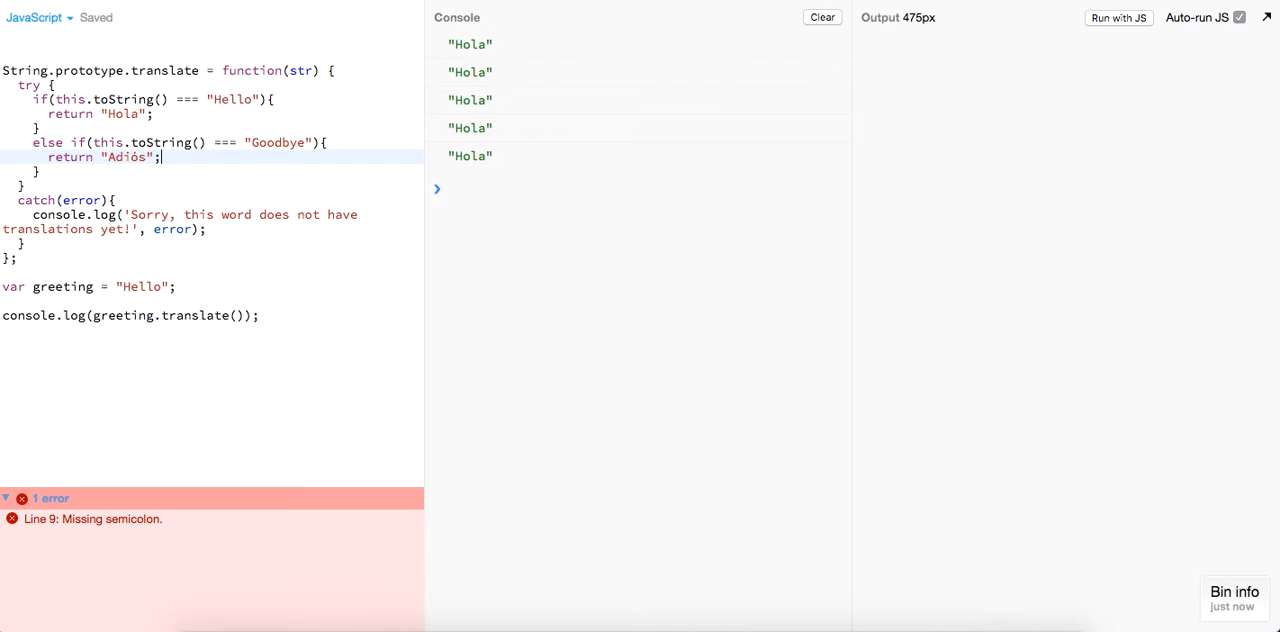 JavaScript Saved
String.prototype.translate = function(str) {
try {
if(this.toString() === "Hello"){
return "Hola";
}
else if(this.toString() === "Goodbye"){
return "Adiós";
}
}
catch(error){
console.log('Sorry, this word does not have
translations yet!', error);
}
};
var greeting = "Hello";
console.log(greeting.translate());
1 error
Line 9: Missing semicolon.
Console Clear
"Hola"
"Hola"
"Hola"
"Hola"
"Hola"
Output 475px Run with JS Auto-run JS
Bin info
just now